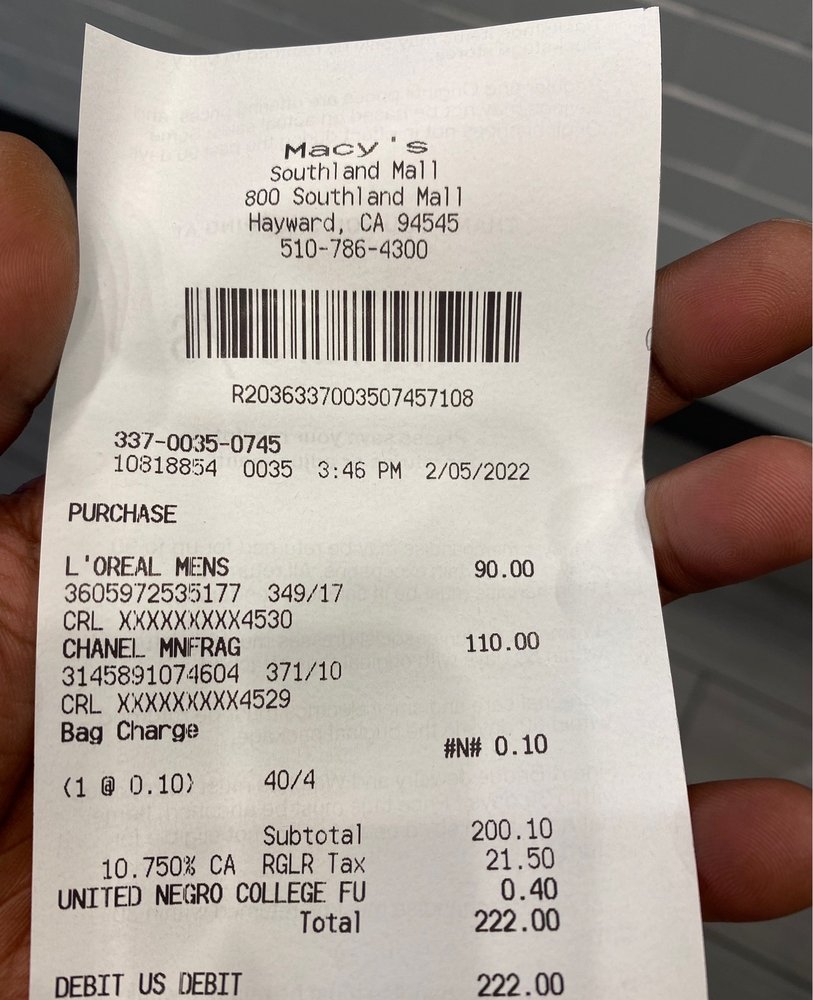 Macy's
Southland Mall
800 Southland Mall
Hayward, CA 94545
510-786-4300
R2036337003507457108
337-0035-0745
10818854 0035 3:46 PM 2/05/2022
PURCHASE
L'OREAL MENS 90.00
3605972535177 349/17
CRL XXXXXXXXX4530
CHANEL MNFRAG 110.00
3145891074604 371/10
CRL XXXXXXXXX4529
Bag Charge
#N# 0.10
(1 @ 0.10) 40/4
Subtotal 200.10
10.750% CA RGLR Tax 21.50
UNITED NEGRO COLLEGE FU 0.40
Total 222.00
DEBIT US DEBIT 222.00